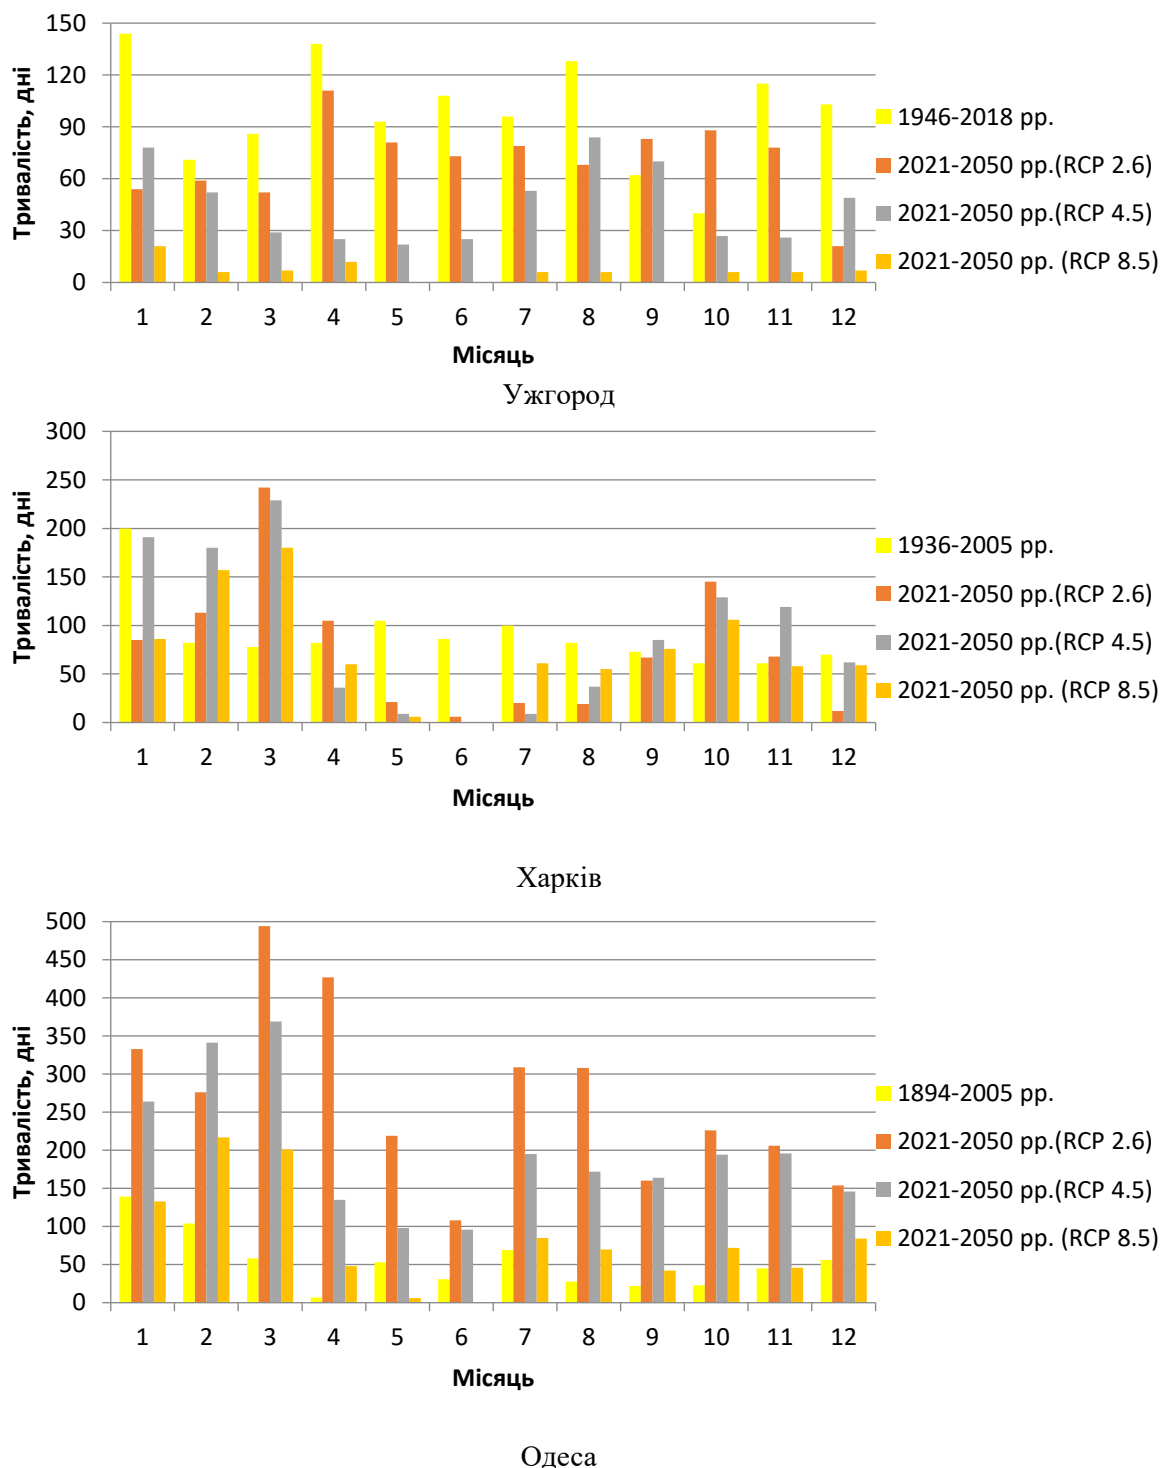 150
120
90
60
30
0
Тривалість, дні
1 2 3 4 5 6 7 8 9 10 11 12
Місяць
1946-2018 рр.
2021-2050 рр.(RCP 2.6)
2021-2050 рр.(RCP 4.5)
2021-2050 рр. (RCP 8.5)
Ужгород
300
250
200
150
100
50
0
Тривалість, дні
1 2 3 4 5 6 7 8 9 10 11 12
Місяць
1936-2005 рр.
2021-2050 рр.(RCP 2.6)
2021-2050 рр.(RCP 4.5)
2021-2050 рр. (RCP 8.5)
Харків
500
450
400
350
300
250
200
150
100
50
0
Тривалість, дні
1 2 3 4 5 6 7 8 9 10 11 12
Місяць
1894-2005 рр.
2021-2050 рр.(RCP 2.6)
2021-2050 рр.(RCP 4.5)
2021-2050 рр. (RCP 8.5)
Одеса